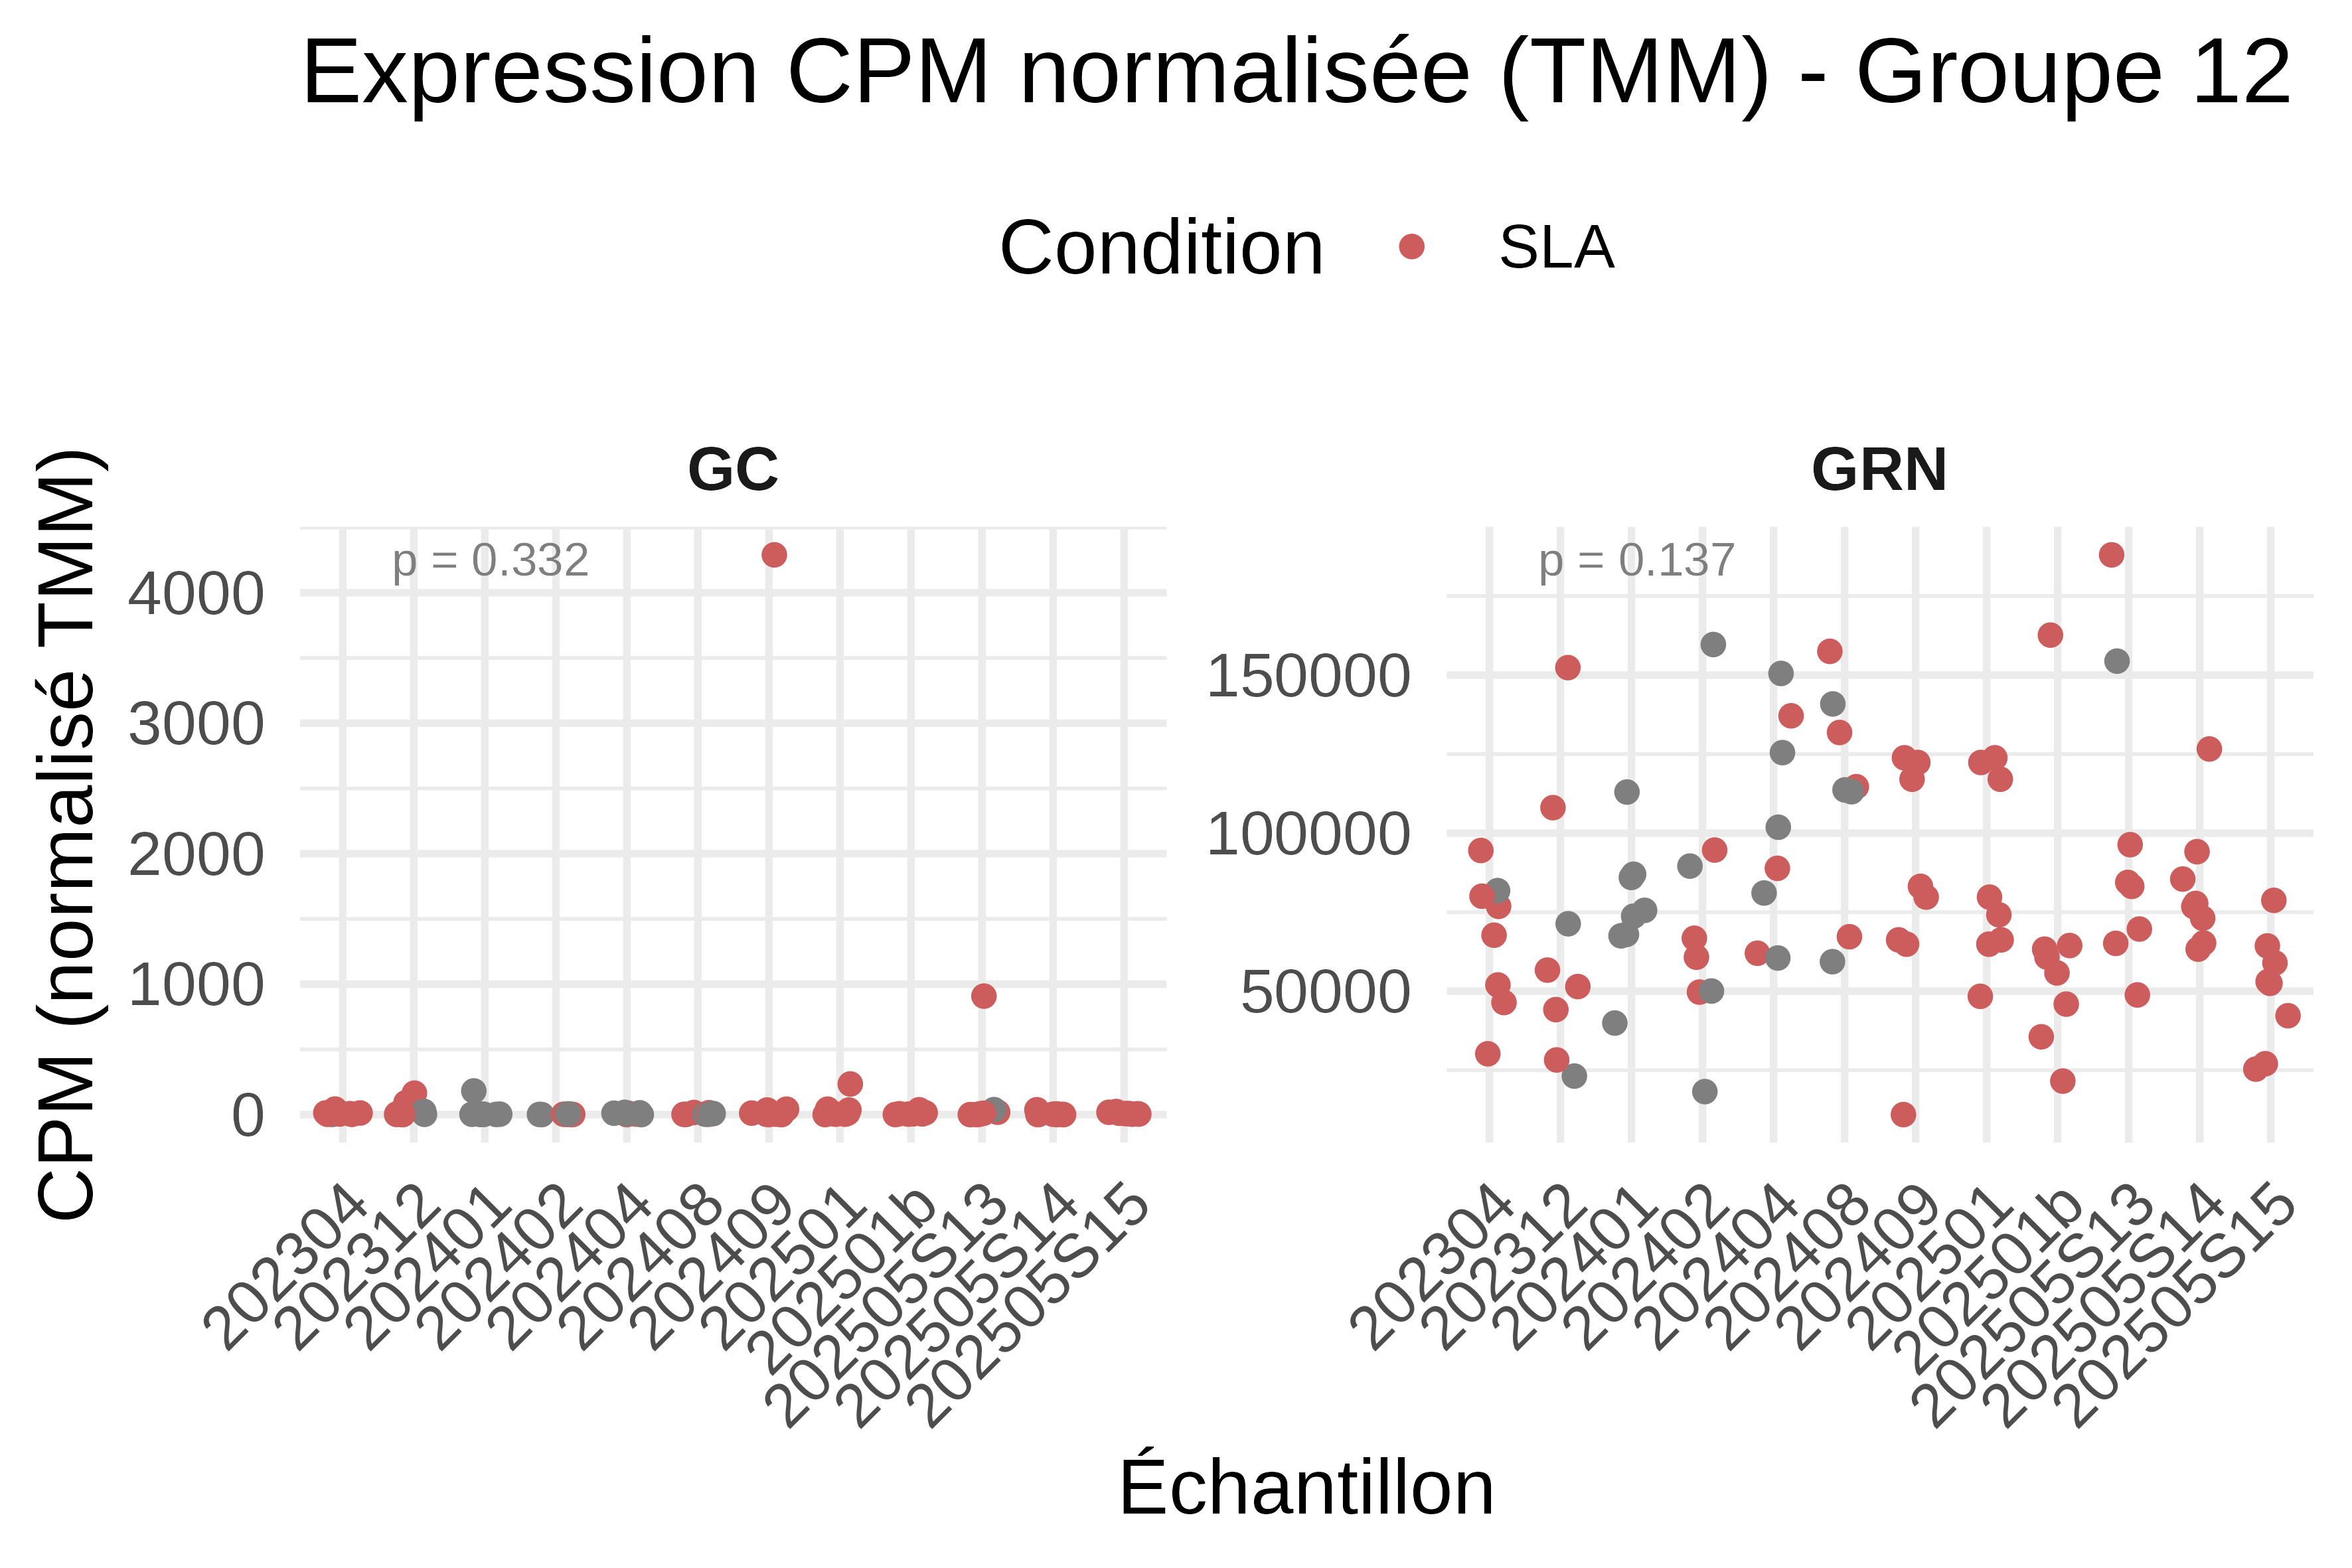 Expression CPM normalisée (TMM) - Groupe 12
Condition SLA
GC
GRN
CPM (normalisé TMM)
p = 0.332
4000
3000
2000
1000
0
p = 0.137
150000
100000
50000
202304
202312
202401
202402
202404
202408
202409
202501
202501b
202505S13
202505S14
202505S15
202304
202312
202401
202402
202404
202408
202409
202501
202501b
202505S13
202505S14
202505S15
Échantillon